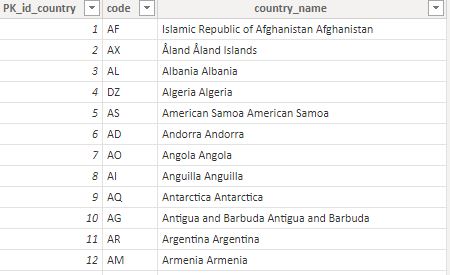 PK_id_country code country_name
1 AF Islamic Republic of Afghanistan Afghanistan
2 AX Åland Åland Islands
3 AL Albania Albania
4 DZ Algeria Algeria
5 AS American Samoa American Samoa
6 AD Andorra Andorra
7 AO Angola Angola
8 AI Anguilla Anguilla
9 AQ Antarctica Antarctica
10 AG Antigua and Barbuda Antigua and Barbuda
11 AR Argentina Argentina
12 AM Armenia Armenia